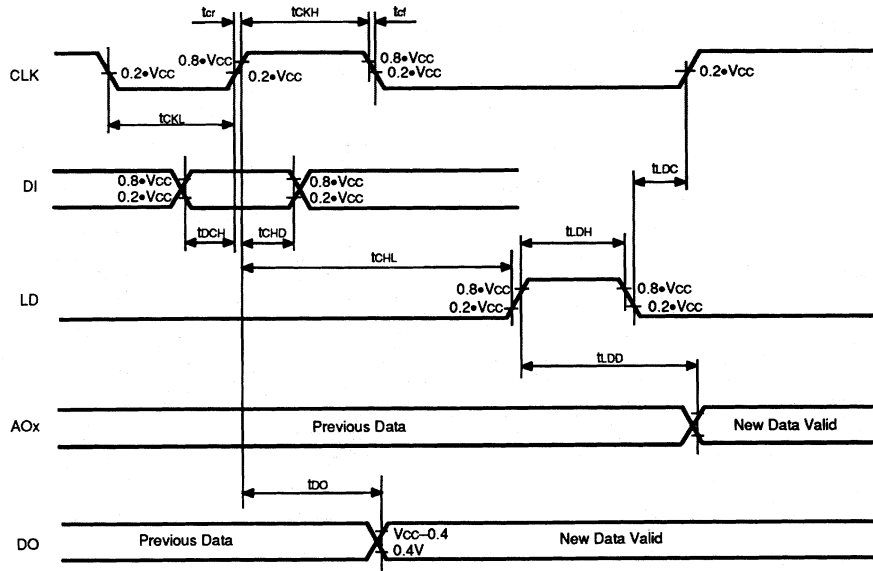 tcr tCKH tcf
CLK
0.8•VCC 0.8•VCC
0.2•VCC 0.2•VCC 0.2•VCC 0.2•VCC
tCKL
DI
0.8•VCC 0.8•VCC
0.2•VCC 0.2•VCC
tLDC
tDCH tCHD
tCHL tLDH
LD
0.8•VCC 0.8•VCC
0.2•VCC 0.2•VCC
tLDD
AOx
Previous Data New Data Valid
tDO
DO
Previous Data VCC–0.4 New Data Valid
0.4V